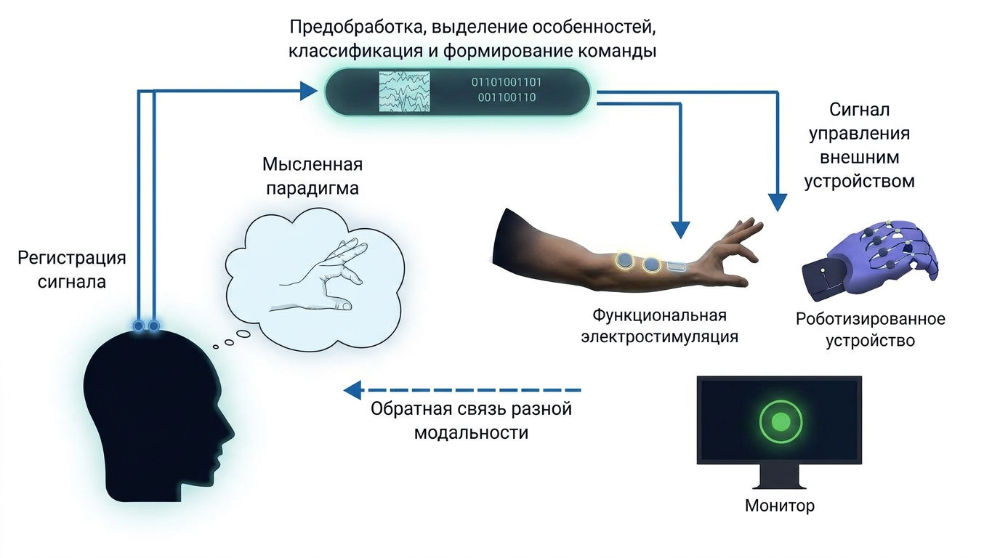 Предобработка, выделение особенностей,
классификация и формирование команды
01101001101
001100110
Сигнал
управления
внешним
устройством
Мысленная
парадигма
Регистрация
сигнала
Функциональная
электростимуляция
Роботизированное
устройство
Обратная связь разной
модальности
Монитор